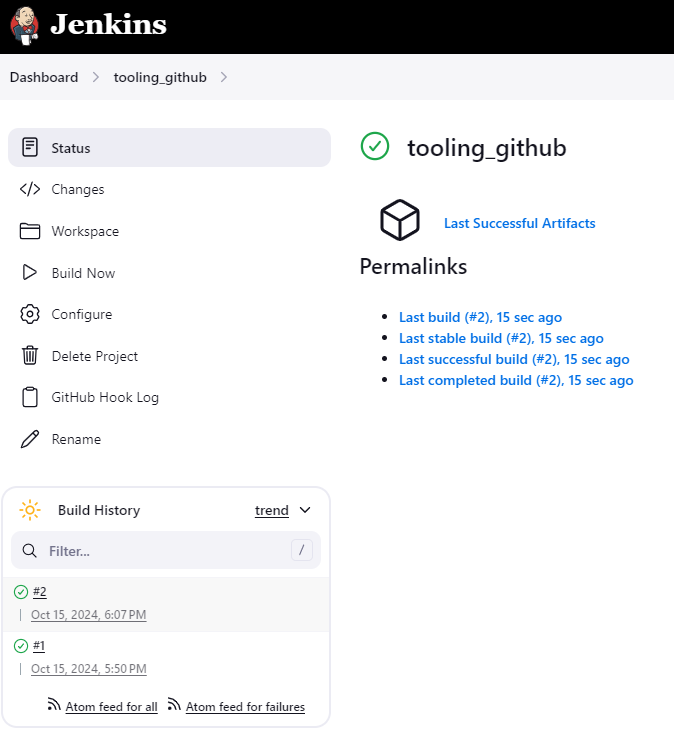 Jenkins
Dashboard
tooling_github
Status
Changes
Workspace
Build Now
Configure
Delete Project
GitHub Hook Log
Rename
Build History
trend
Filter...
/
#2
Oct 15, 2024, 6:07 PM
#1
Oct 15, 2024, 5:50 PM
Atom feed for all
Atom feed for failures
tooling_github
Last Successful Artifacts
Permalinks
Last build (#2), 15 sec ago
Last stable build (#2), 15 sec ago
Last successful build (#2), 15 sec ago
Last completed build (#2), 15 sec ago